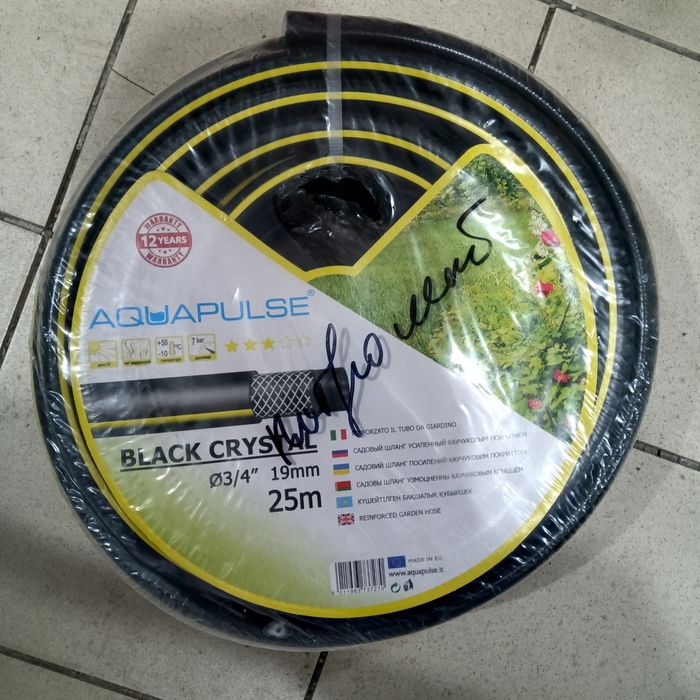 WARRANTY
12 YEARS
WARRANTY
AQUAPULSE®
+50
-10
°C
7 bar
BLACK CRYSTAL
Ø3/4" 19mm
25m
RINFORZATO IL TUBO DA GIARDINO
САДОВЫЙ ШЛАНГ УСИЛЕННЫЙ КАУЧУКОВЫМ ПОКРЫТИЕМ
САДОВИЙ ШЛАНГ ПОСИЛЕНИЙ КАУЧУКОВИМ ПОКРИТТЯМ
САДОВЫ ШЛАНГ УЗМОЦНЕННЫ КАУЧУКОВЫМ
КҮШЕЙТІЛГЕН БАҚШАЛЫҚ ҚҰБЫРШЕК
REINFORCED GARDEN HOSE
MADE IN EU
www.aquapulse.it